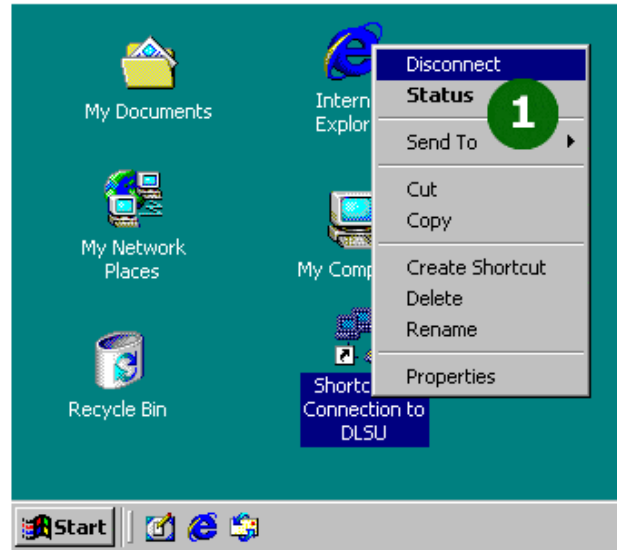 My Documents
Intern
Explor
My Network
Places
My Comp
Recycle Bin
Shortc
Connection to
DLSU
Disconnect
Status
1
Send To
Cut
Copy
Create Shortcut
Delete
Rename
Properties
Start